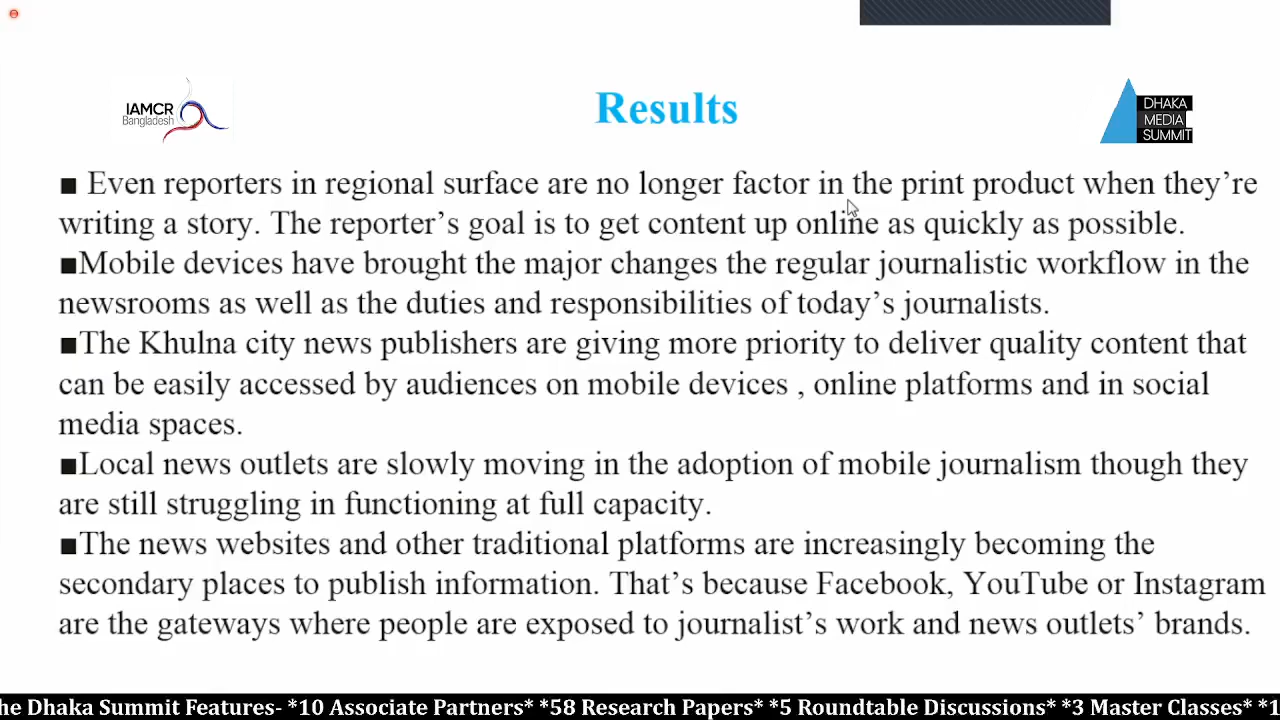 IAMCR
Bangladesh
Results
DHAKA
MEDIA
SUMMIT
■ Even reporters in regional surface are no longer factor in the print product when they're
writing a story. The reporter's goal is to get content up online as quickly as possible.
■Mobile devices have brought the major changes the regular journalistic workflow in the
newsrooms as well as the duties and responsibilities of today's journalists.
■The Khulna city news publishers are giving more priority to deliver quality content that
can be easily accessed by audiences on mobile devices , online platforms and in social
media spaces.
■Local news outlets are slowly moving in the adoption of mobile journalism though they
are still struggling in functioning at full capacity.
■The news websites and other traditional platforms are increasingly becoming the
secondary places to publish information. That's because Facebook, YouTube or Instagram
are the gateways where people are exposed to journalist's work and news outlets' brands.
he Dhaka Summit Features- *10 Associate Partners* *58 Research Papers* *5 Roundtable Discussions* *3 Master Classes* *1